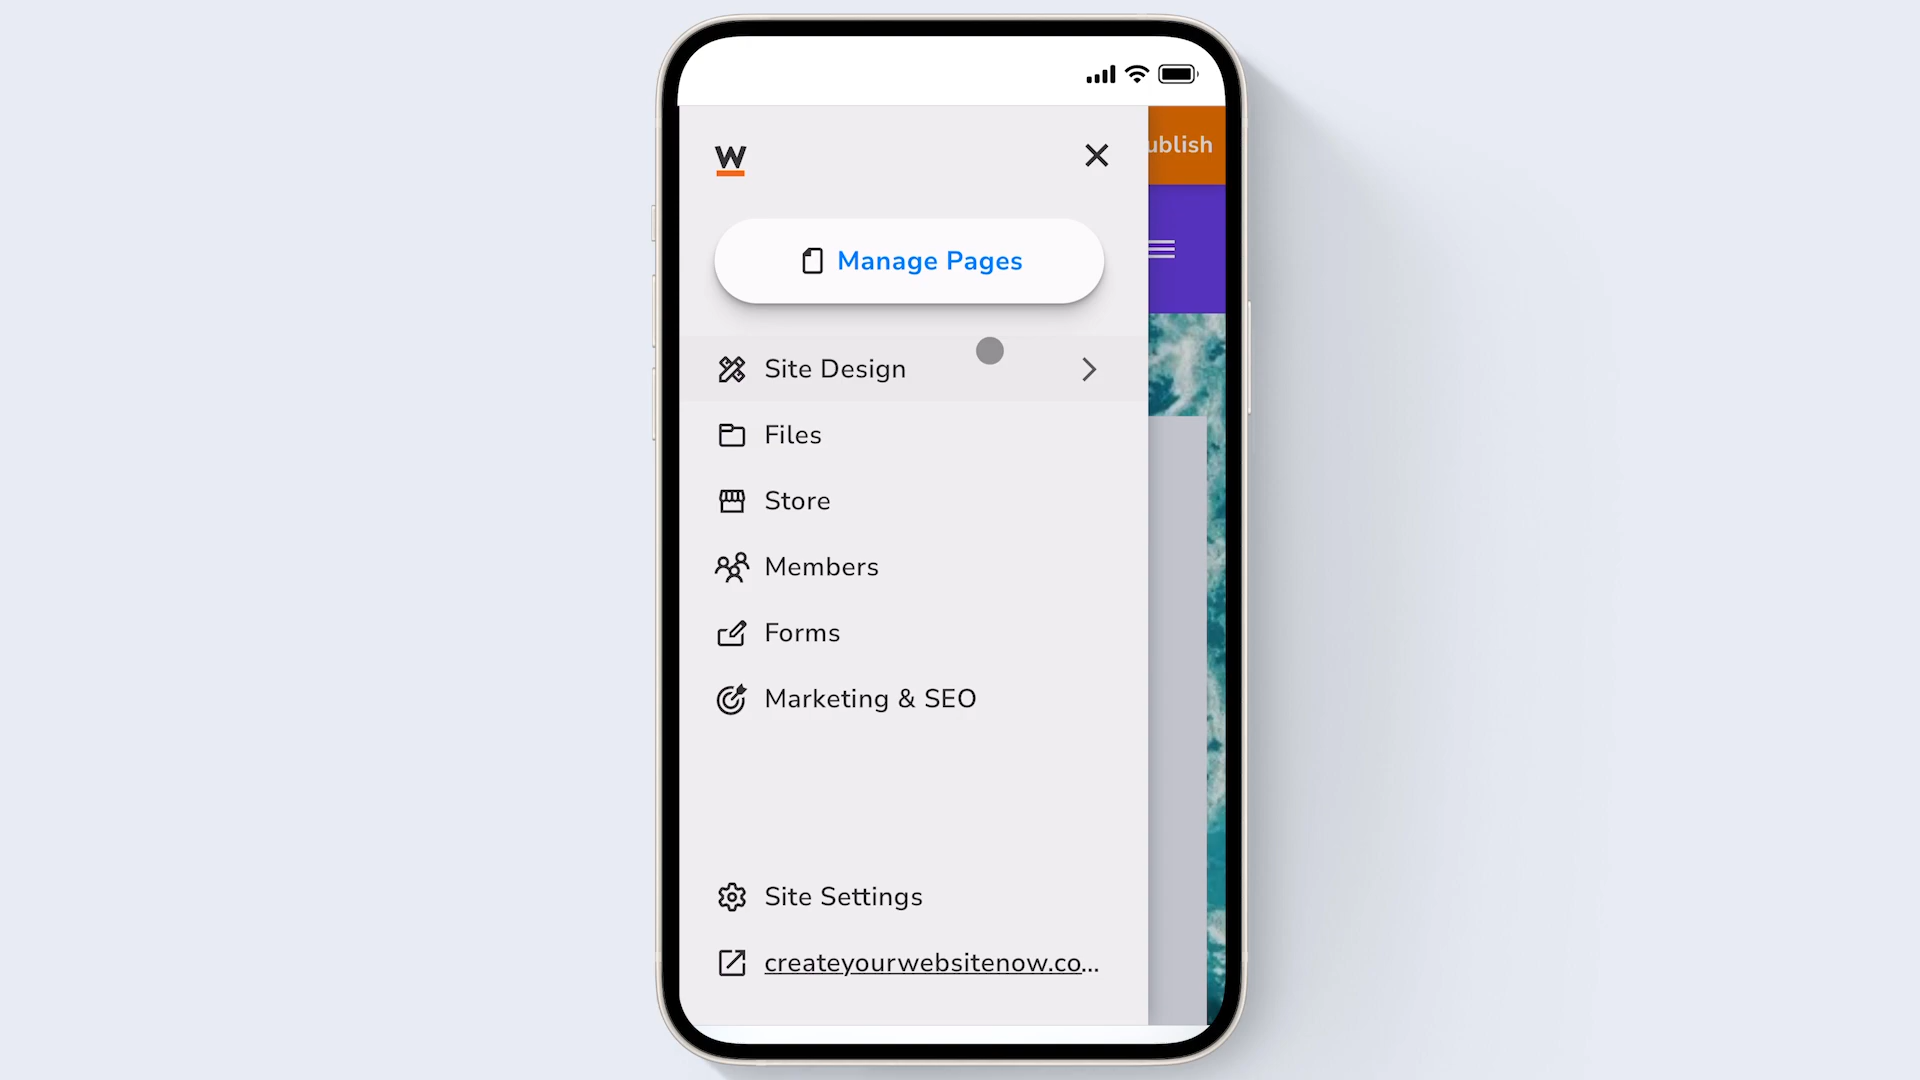 W
ublish
Manage Pages
Site Design
Files
Store
Members
Forms
Marketing & SEO
Site Settings
createyourwebsitenow.co...